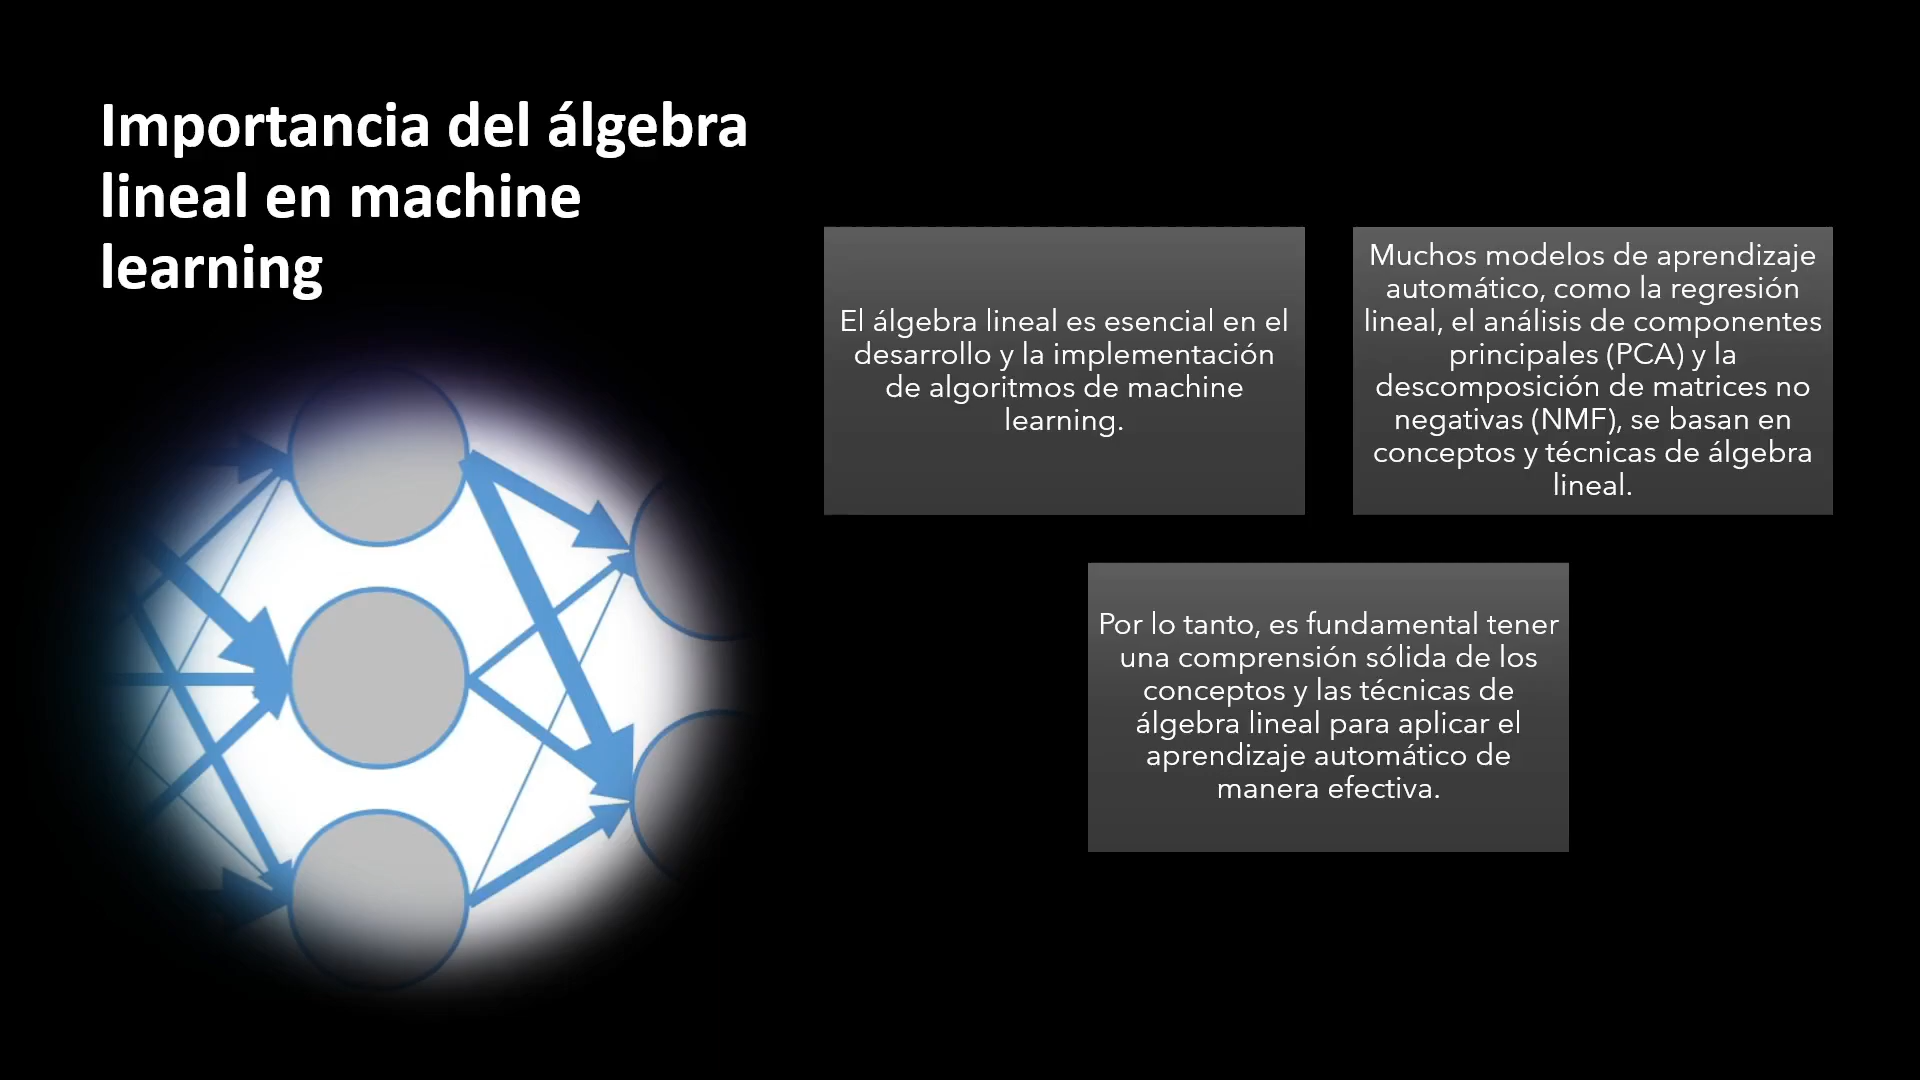 Importancia del álgebra
lineal en machine
learning
El álgebra lineal es esencial en el
desarrollo y la implementación
de algoritmos de machine
learning.
Muchos modelos de aprendizaje
automático, como la regresión
lineal, el análisis de componentes
principales (PCA) y la
descomposición de matrices no
negativas (NMF), se basan en
conceptos y técnicas de álgebra
lineal.
Por lo tanto, es fundamental tener
una comprensión sólida de los
conceptos y las técnicas de
álgebra lineal para aplicar el
aprendizaje automático de
manera efectiva.